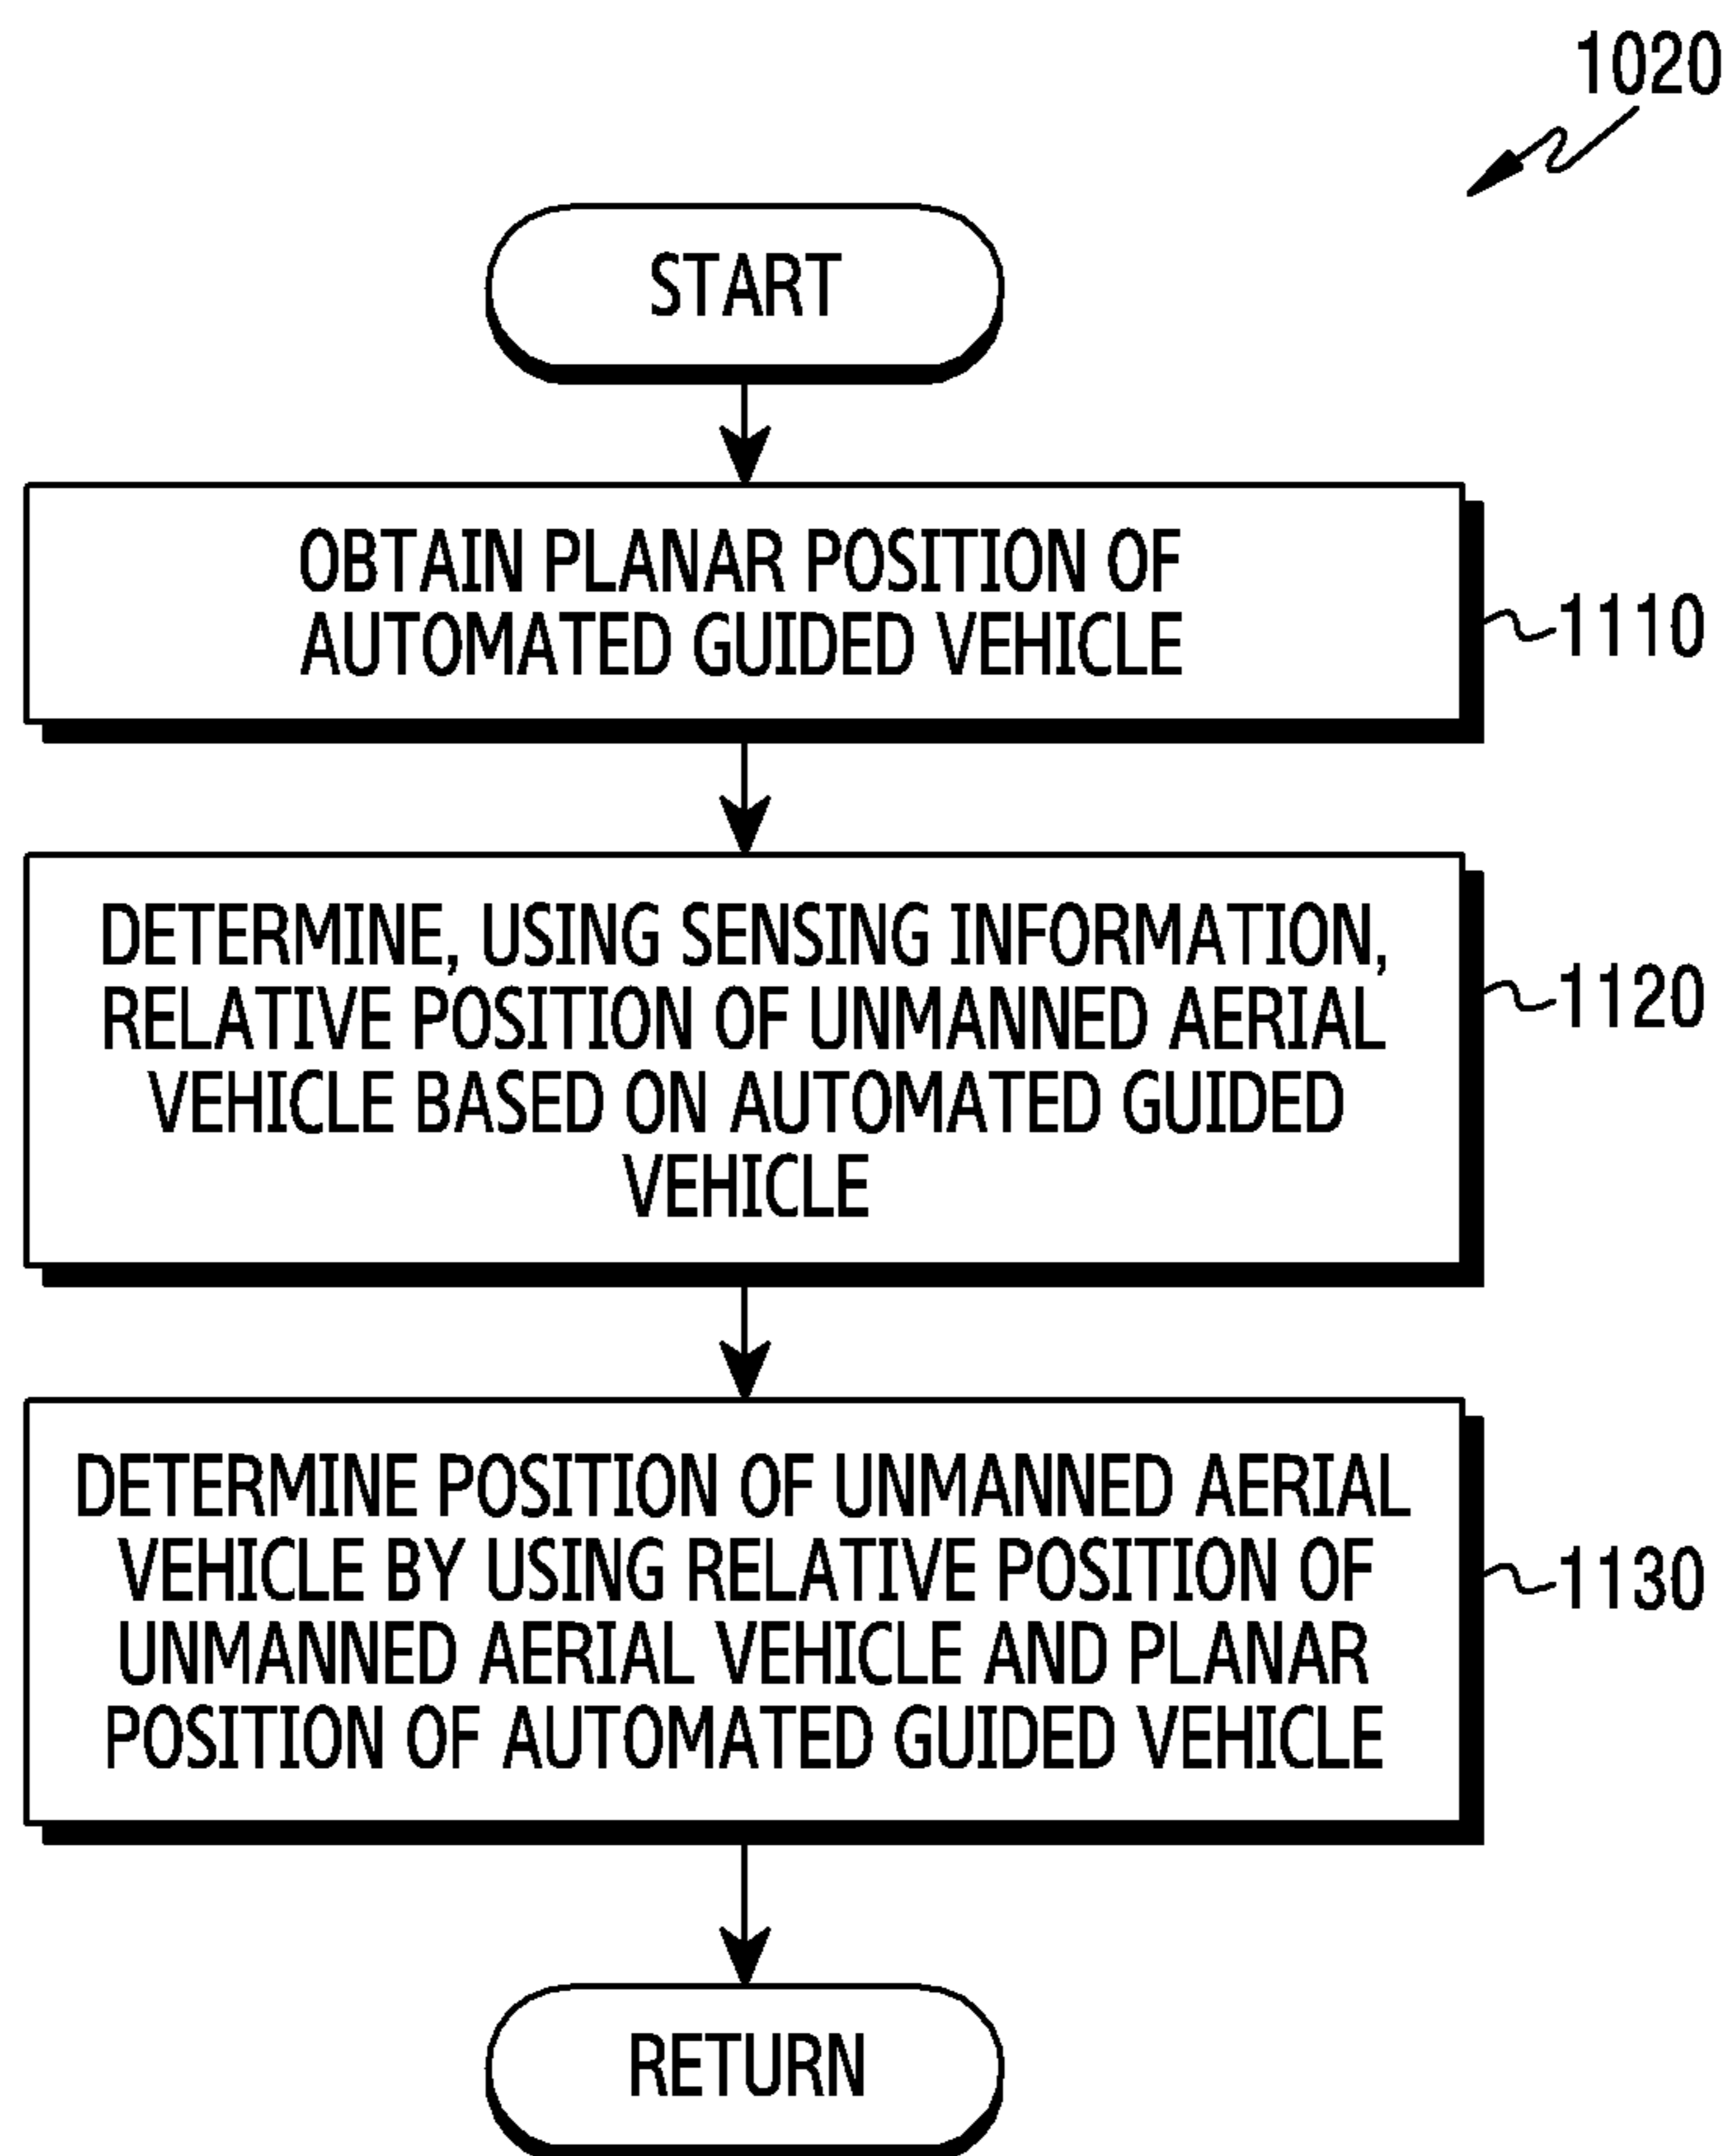 1020
START
OBTAIN PLANAR POSITION OF
AUTOMATED GUIDED VEHICLE
1110
DETERMINE, USING SENSING INFORMATION,
RELATIVE POSITION OF UNMANNED AERIAL
VEHICLE BASED ON AUTOMATED GUIDED
VEHICLE
1120
DETERMINE POSITION OF UNMANNED AERIAL
VEHICLE BY USING RELATIVE POSITION OF
UNMANNED AERIAL VEHICLE AND PLANAR
POSITION OF AUTOMATED GUIDED VEHICLE
1130
RETURN